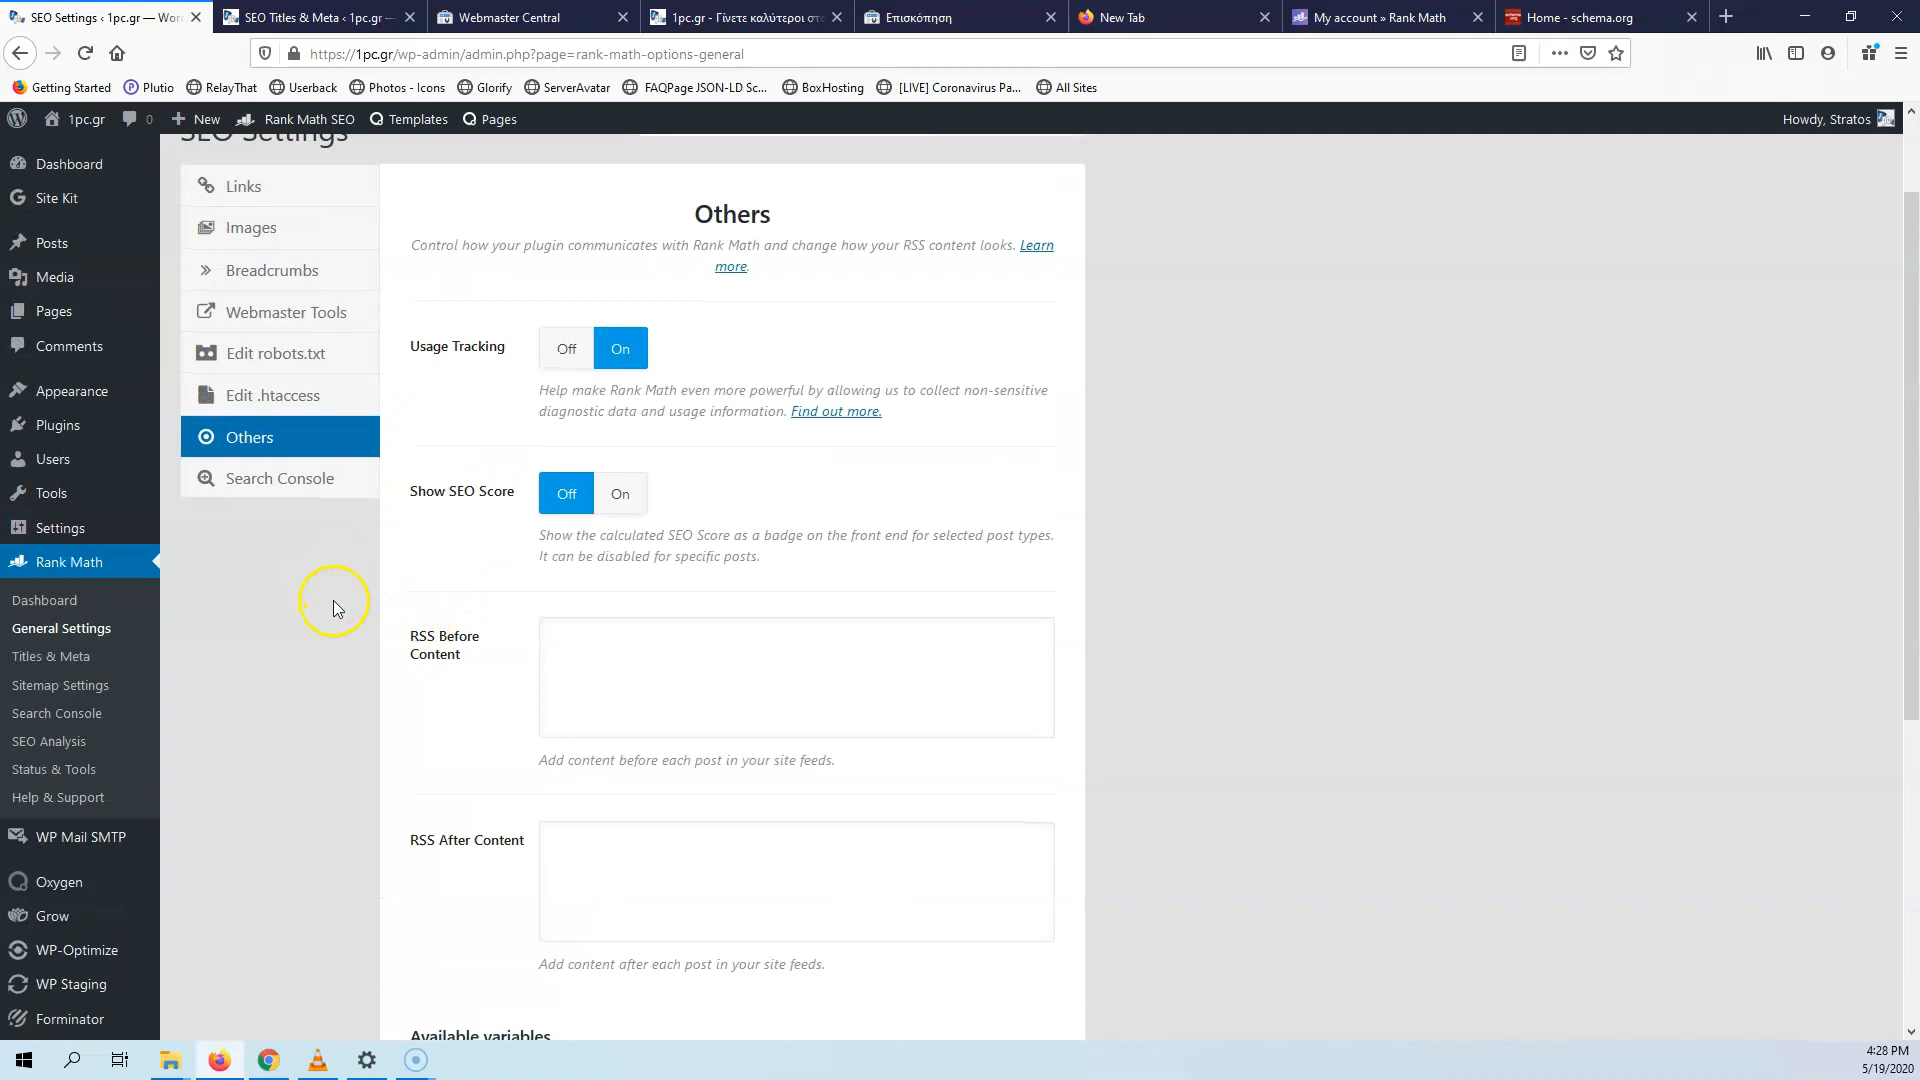 SEO Settings ‹ 1pc.gr — Wor
SEO Titles & Meta ‹ 1pc.gr —
Webmaster Central
1pc.gr - Γίνετε καλύτεροι στο
Επισκόπηση
New Tab
My account » Rank Math
Home - schema.org
https://1pc.gr/wp-admin/admin.php?page=rank-math-options-general
Getting Started
Plutio
RelayThat
Userback
Photos - Icons
Glorify
ServerAvatar
FAQPage JSON-LD Sc...
BoxHosting
[LIVE] Coronavirus Pa...
All Sites
1pc.gr
0
New
Rank Math SEO
Templates
Pages
Howdy, Stratos
Dashboard
Site Kit
Posts
Media
Pages
Comments
Appearance
Plugins
Users
Tools
Settings
Rank Math
Dashboard
General Settings
Titles & Meta
Sitemap Settings
Search Console
SEO Analysis
Status & Tools
Help & Support
WP Mail SMTP
Oxygen
Grow
WP-Optimize
WP Staging
Forminator
SEO Settings
Links
Images
Breadcrumbs
Webmaster Tools
Edit robots.txt
Edit .htaccess
Others
Search Console
Others
Control how your plugin communicates with Rank Math and change how your RSS content looks. Learn
more.
Usage Tracking
Off
On
Help make Rank Math even more powerful by allowing us to collect non-sensitive
diagnostic data and usage information. Find out more.
Show SEO Score
Off
On
Show the calculated SEO Score as a badge on the front end for selected post types.
It can be disabled for specific posts.
RSS Before
Content
Add content before each post in your site feeds.
RSS After Content
Add content after each post in your site feeds.
Available variables
4:28 PM
5/19/2020